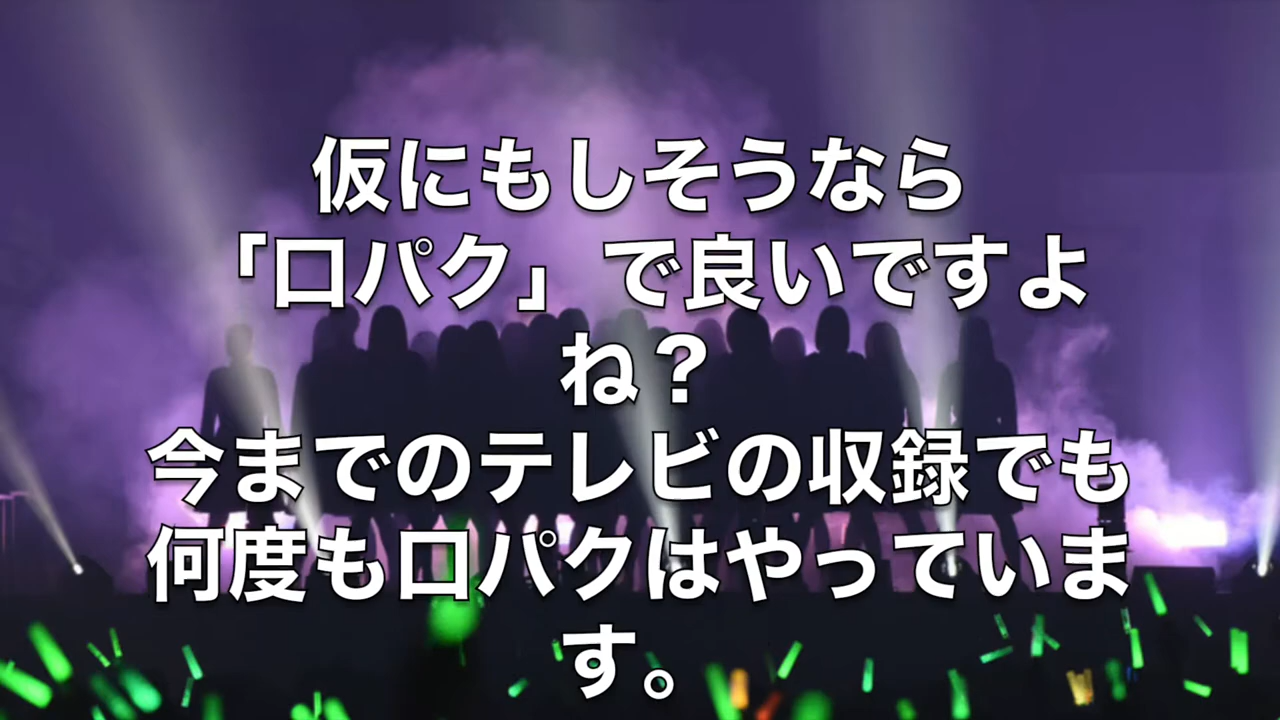 仮にもしそうなら
「口パク」で良いですよ
ね？
今までのテレビの収録でも
何度も口パクはやっていま
す。